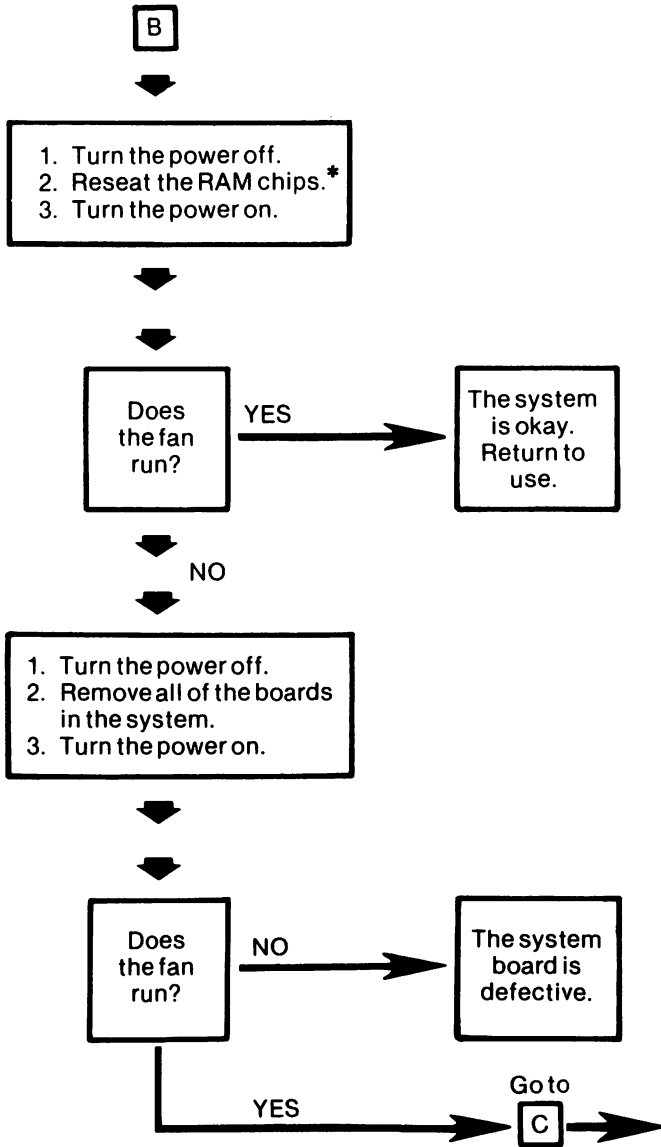 B
1. Turn the power off.
2. Reseat the RAM chips.*
3. Turn the power on.
Does
the fan
run?
YES
The system
is okay.
Return to
use.
NO
1. Turn the power off.
2. Remove all of the boards
in the system.
3. Turn the power on.
Does
the fan
run?
NO
The system
board is
defective.
YES
Go to
C